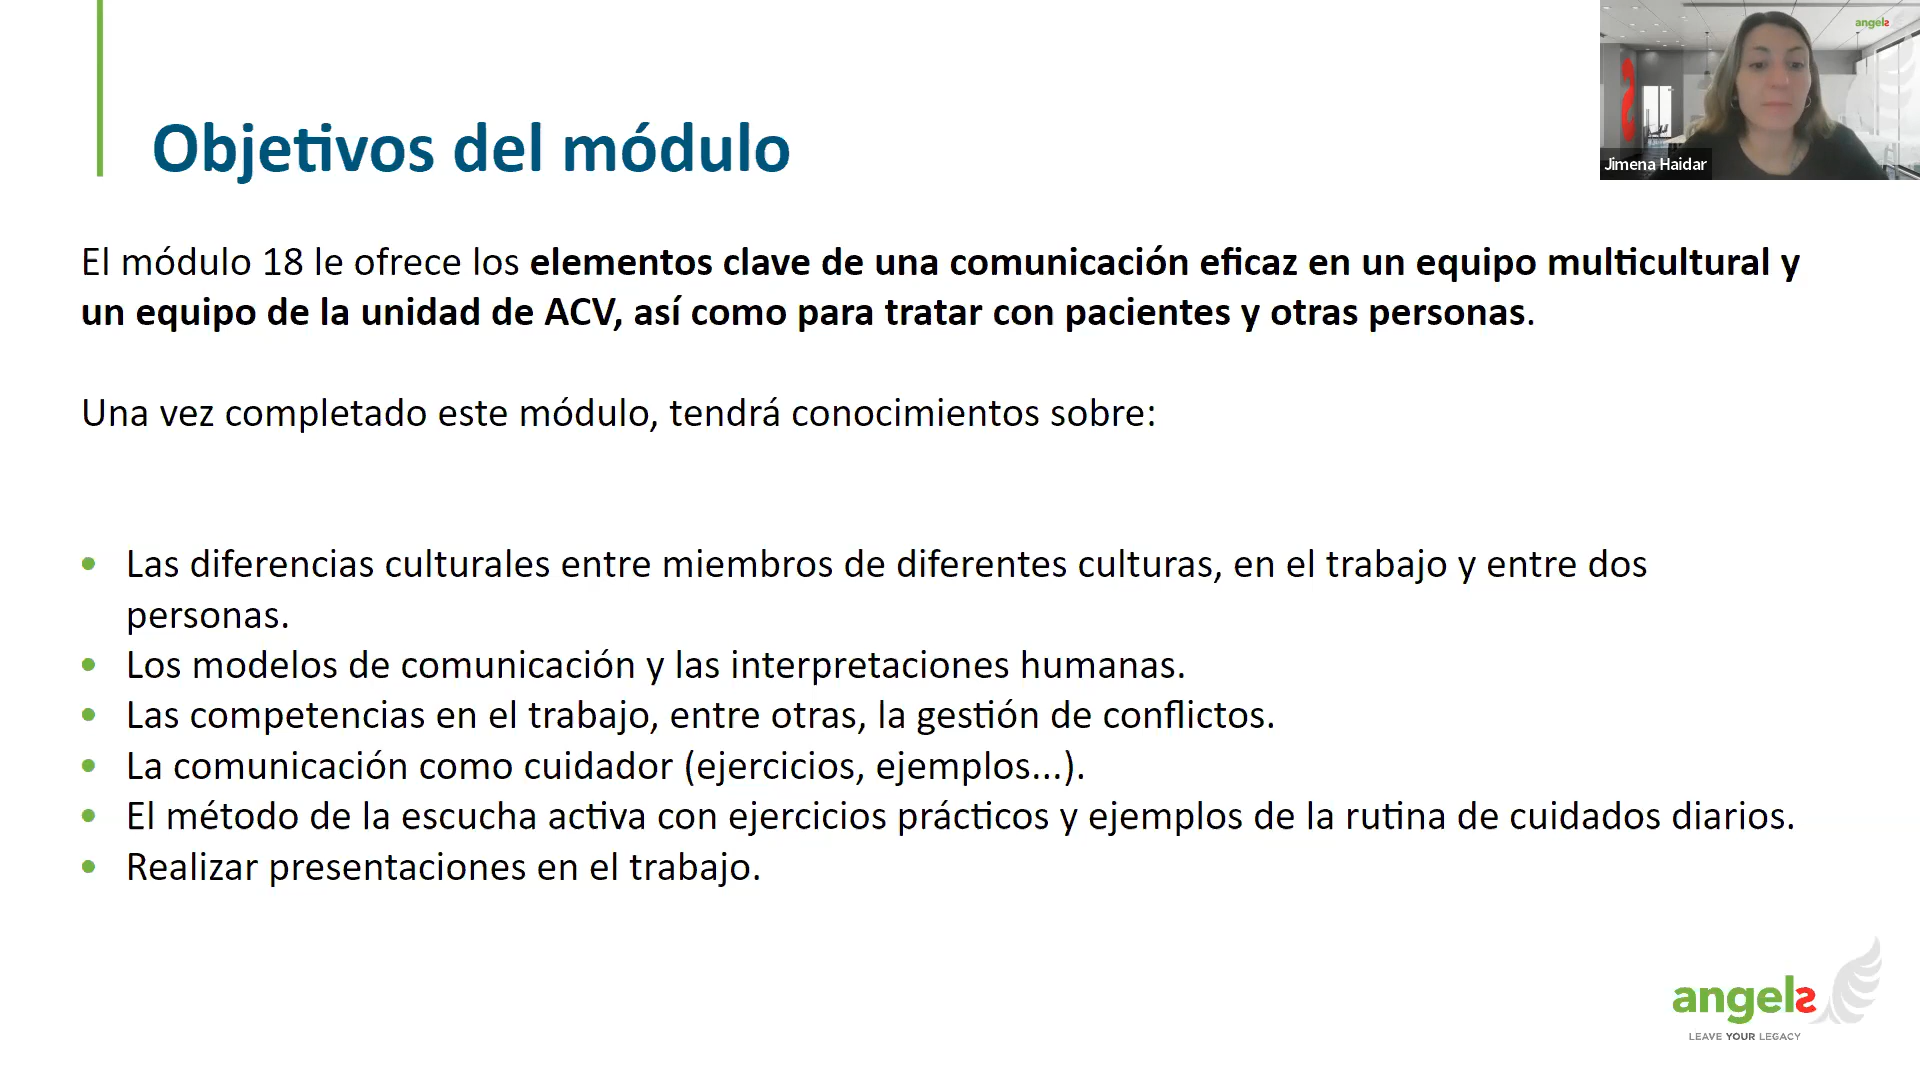 angels
Jimena Haidar
Objetivos del módulo
El módulo 18 le ofrece los elementos clave de una comunicación eficaz en un equipo multicultural y
un equipo de la unidad de ACV, así como para tratar con pacientes y otras personas.
Una vez completado este módulo, tendrá conocimientos sobre:
• Las diferencias culturales entre miembros de diferentes culturas, en el trabajo y entre dos
personas.
• Los modelos de comunicación y las interpretaciones humanas.
• Las competencias en el trabajo, entre otras, la gestión de conflictos.
• La comunicación como cuidador (ejercicios, ejemplos...).
• El método de la escucha activa con ejercicios prácticos y ejemplos de la rutina de cuidados diarios.
• Realizar presentaciones en el trabajo.
angels
LEAVE YOUR LEGACY